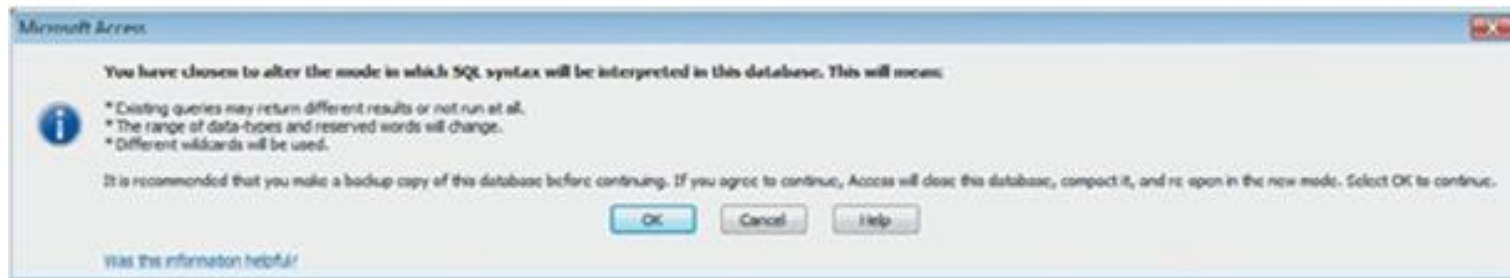 Microsoft Access
You have chosen to alter the mode in which SQL syntax will be interpreted in this database. This will mean:
* Existing queries may return different results or not run at all.
* The range of data-types and reserved words will change.
* Different wildcards will be used.
It is recommended that you make a backup copy of this database before continuing. If you agree to continue, Access will close this database, compact it, and re-open in the new mode. Select OK to continue.
OK Cancel Help
Was this information helpful?